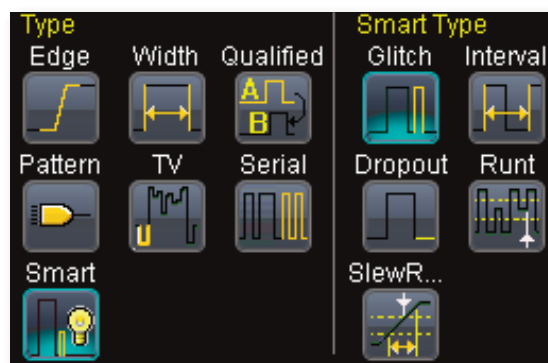 Type
Edge Width Qualified
A
B
Pattern TV Serial
Smart
Smart Type
Glitch Interval
Dropout Runt
SlewR...